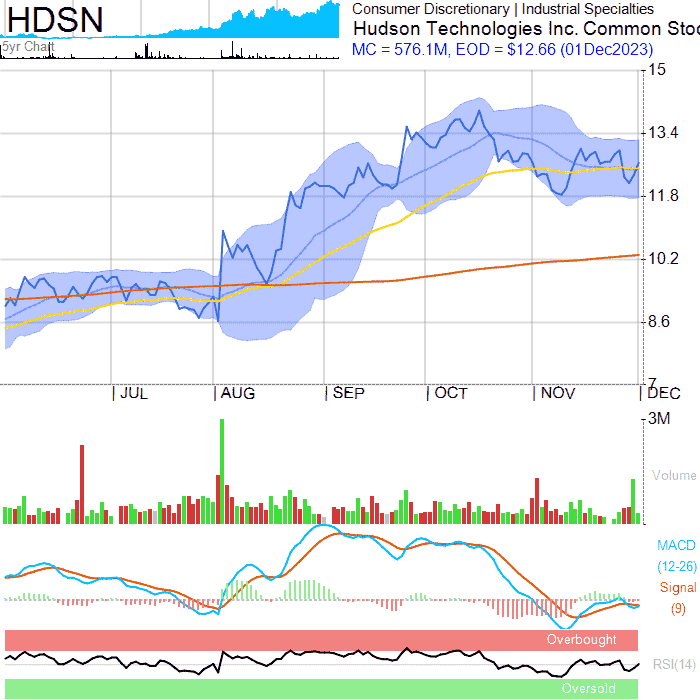 HDSN
Consumer Discretionary | Industrial Specialties
Hudson Technologies Inc. Common Stoc
MC = 576.1M, EOD = $12.66 (01Dec2023)
5yr Chart
15
13.4
11.8
10.2
8.6
7
JUL AUG SEP OCT NOV DEC
3M
Volume
MACD
(12-26)
Signal
(9)
Overbought
RSI(14)
Oversold